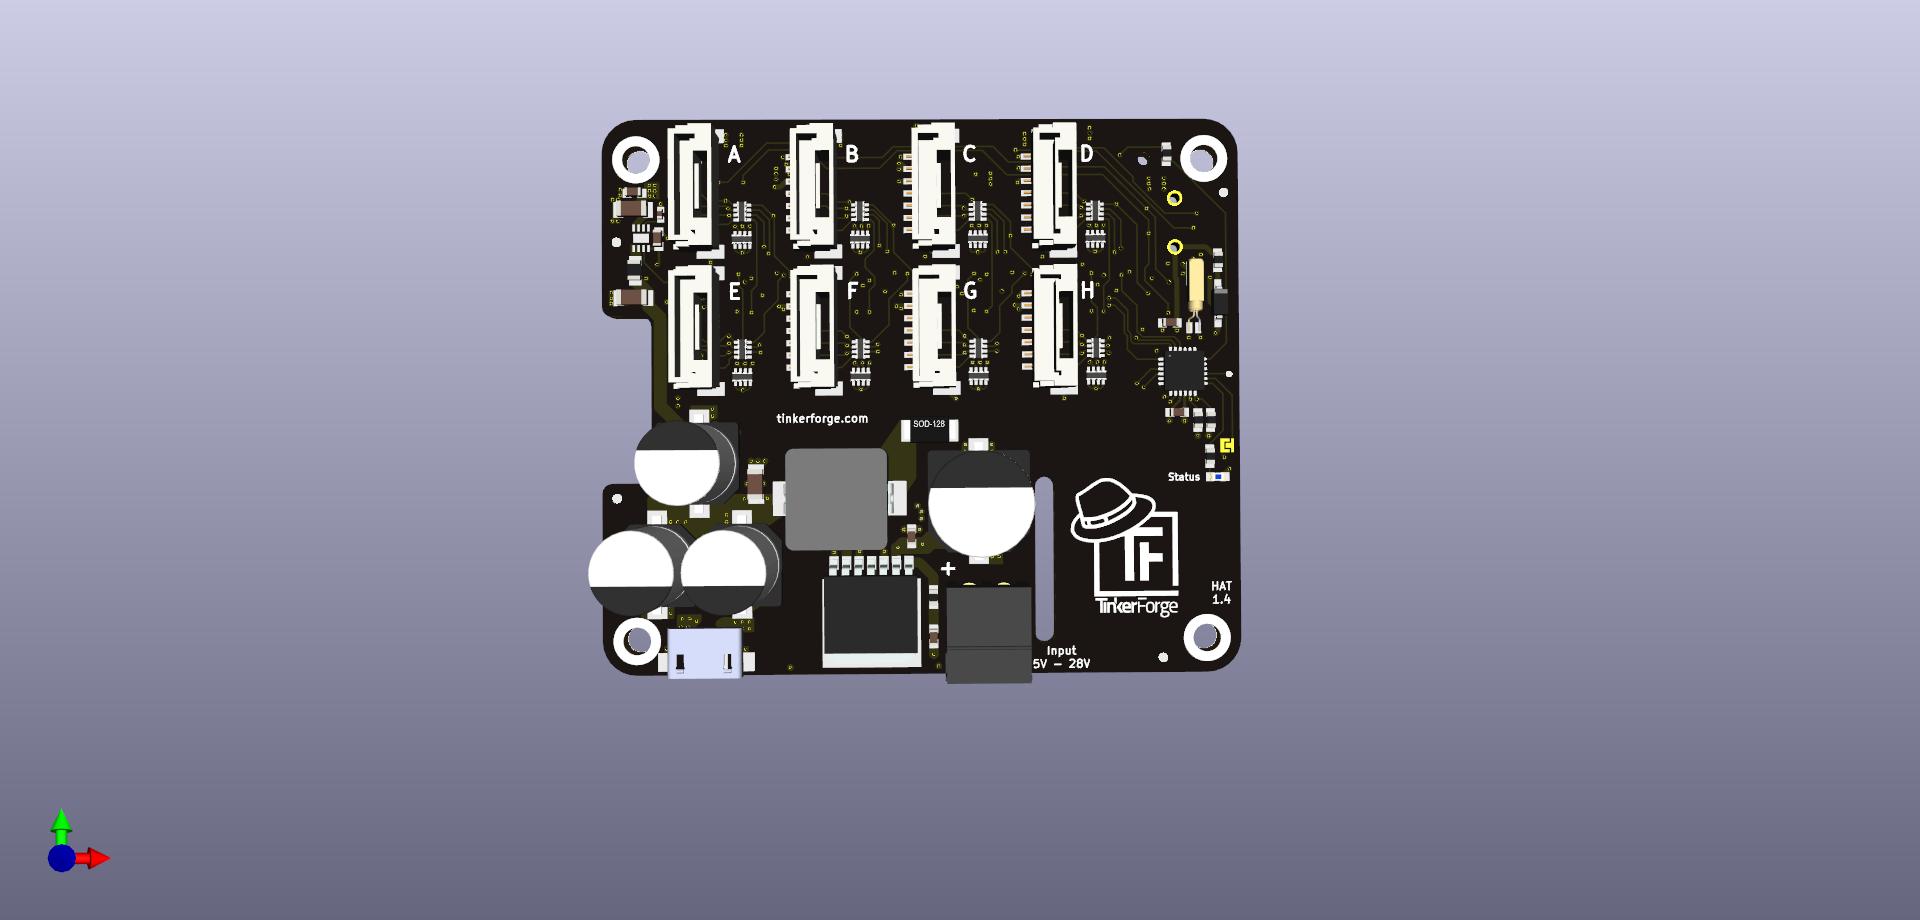 A
B
C
D
E
F
G
H
tinkerforge.com
SOD-128
Status
TF
TinkerForge
HAT
1.4
+
Input
5V – 28V